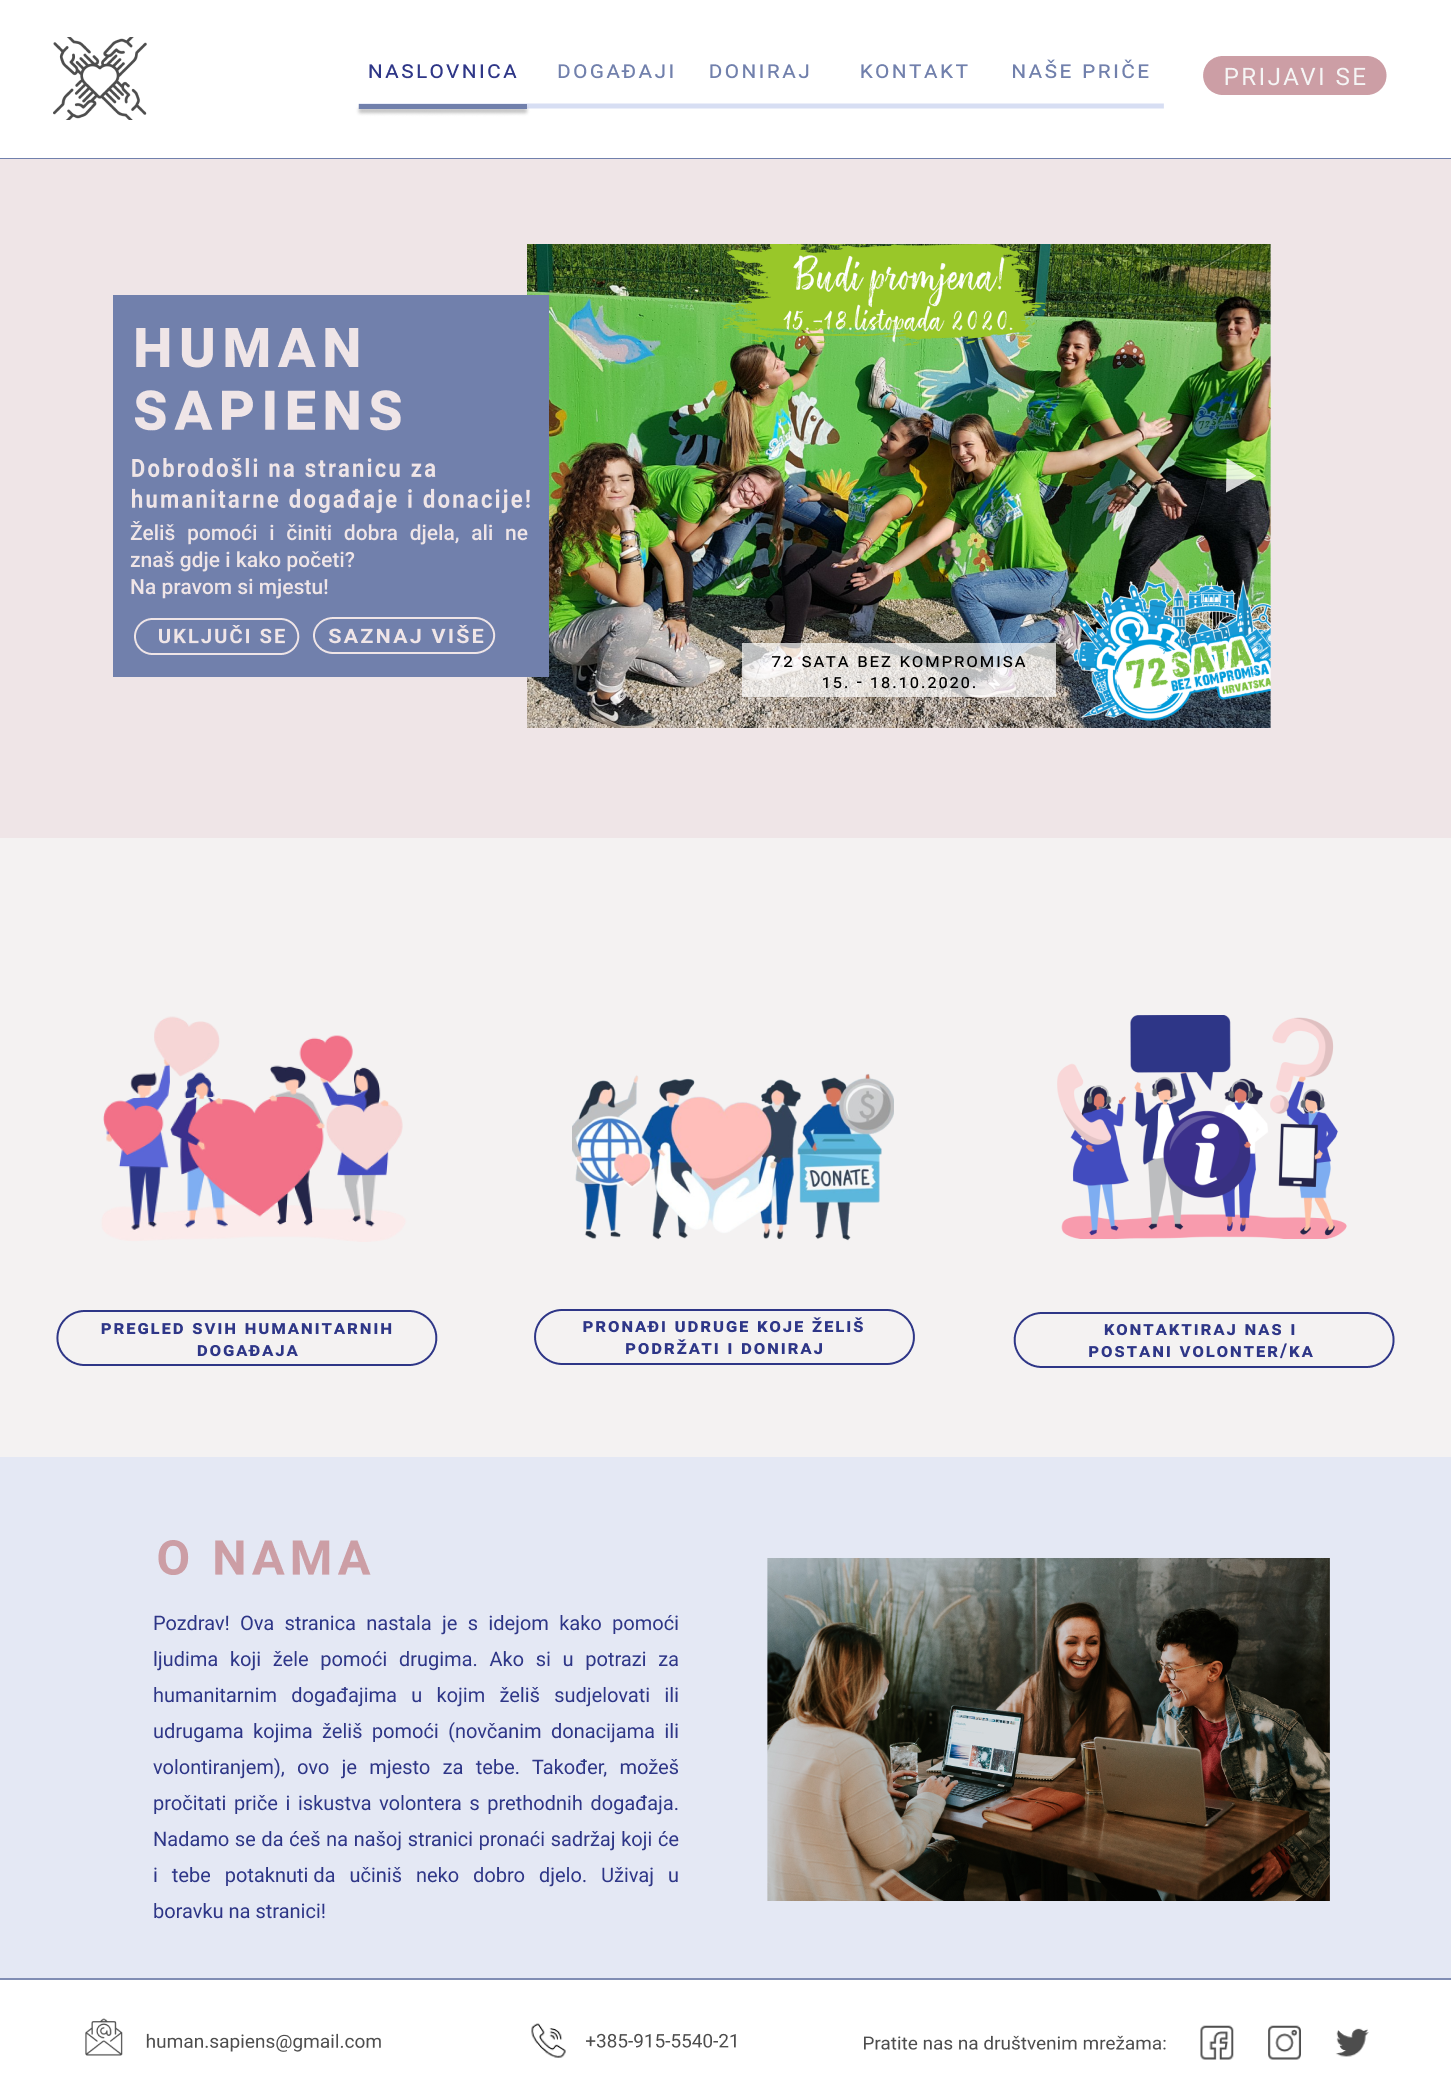 NASLOVNICA DOGAĐAJI DONIRAJ KONTAKT NAŠE PRIČE PRIJAVI SE
Budi promjena!
15.-18.listopada 2020.
HUMAN
SAPIENS
Dobrodošli na stranicu za
humanitarne događaje i donacije!
Želiš pomoći i činiti dobra djela, ali ne
znaš gdje i kako početi?
Na pravom si mjestu!
UKLJUČI SE SAZNAJ VIŠE
72 SATA BEZ KOMPROMISA
15. - 18.10.2020.
72 SATA
BEZ KOMPROMISA
HRVATSKA
$
DONATE
i
?
PREGLED SVIH HUMANITARNIH
DOGAĐAJA
PRONAĐI UDRUGE KOJE ŽELIŠ
PODRŽATI I DONIRAJ
KONTAKTIRAJ NAS I
POSTANI VOLONTER/KA
O NAMA
Pozdrav! Ova stranica nastala je s idejom kako pomoći
ljudima koji žele pomoći drugima. Ako si u potrazi za
humanitarnim događajima u kojim želiš sudjelovati ili
udrugama kojima želiš pomoći (novčanim donacijama ili
volontiranjem), ovo je mjesto za tebe. Također, možeš
pročitati priče i iskustva volontera s prethodnih događaja.
Nadamo se da ćeš na našoj stranici pronaći sadržaj koji će
i tebe potaknuti da učiniš neko dobro djelo. Uživaj u
boravku na stranici!
human.sapiens@gmail.com
+385-915-5540-21
Pratite nas na društvenim mrežama: